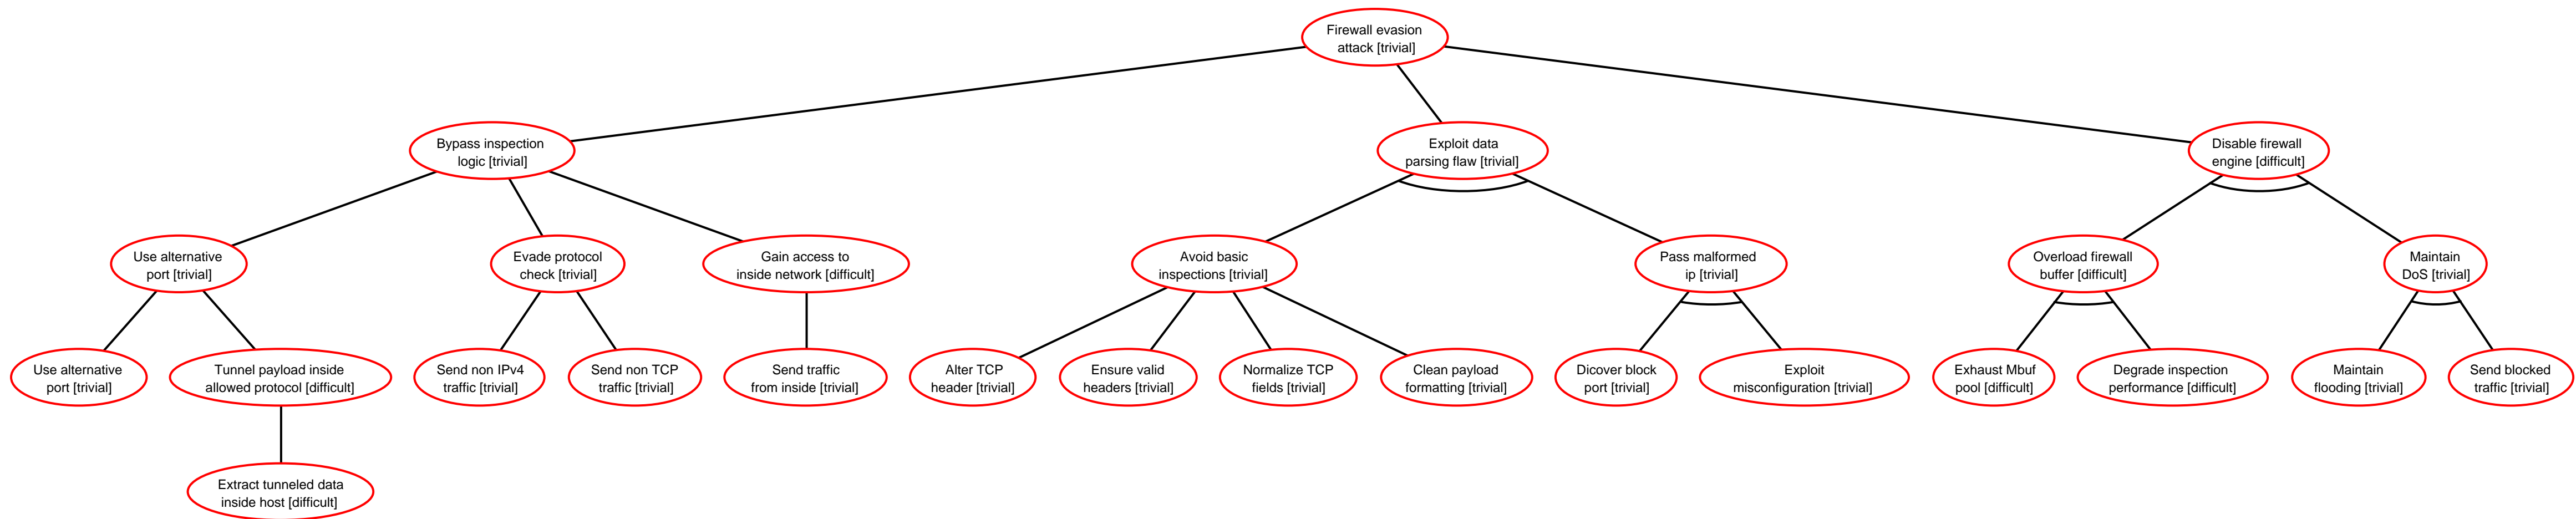 Firewall evasion
attack [trivial]
Bypass inspection
logic [trivial]
Exploit data
parsing flaw [trivial]
Disable firewall
engine [difficult]
Use alternative
port [trivial]
Evade protocol
check [trivial]
Gain access to
inside network [difficult]
Avoid basic
inspections [trivial]
Pass malformed
ip [trivial]
Overload firewall
buffer [difficult]
Maintain
DoS [trivial]
Use alternative
port [trivial]
Tunnel payload inside
allowed protocol [difficult]
Send non IPv4
traffic [trivial]
Send non TCP
traffic [trivial]
Send traffic
from inside [trivial]
Alter TCP
header [trivial]
Ensure valid
headers [trivial]
Normalize TCP
fields [trivial]
Clean payload
formatting [trivial]
Dicover block
port [trivial]
Exploit
misconfiguration [trivial]
Exhaust Mbuf
pool [difficult]
Degrade inspection
performance [difficult]
Maintain
flooding [trivial]
Send blocked
traffic [trivial]
Extract tunneled data
inside host [difficult]